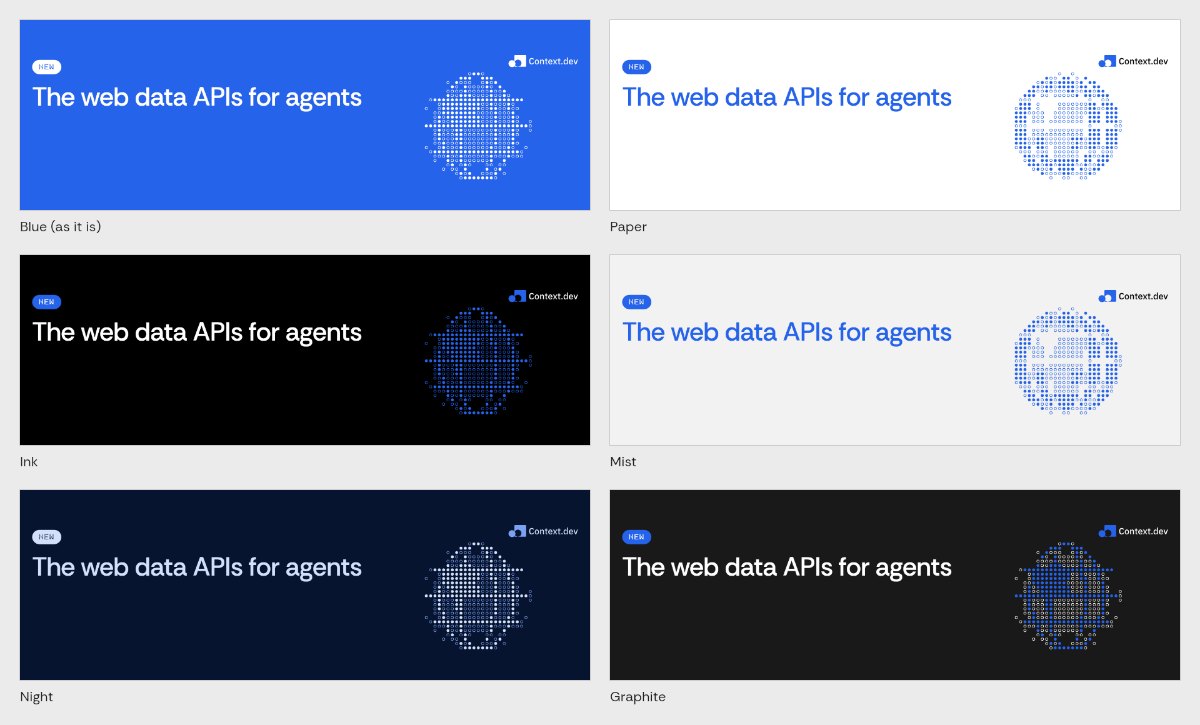 NEW
Context.dev
The web data APIs for agents
Blue (as it is)
NEW
Context.dev
The web data APIs for agents
Paper
NEW
Context.dev
The web data APIs for agents
Ink
NEW
Context.dev
The web data APIs for agents
Mist
NEW
Context.dev
The web data APIs for agents
Night
NEW
Context.dev
The web data APIs for agents
Graphite